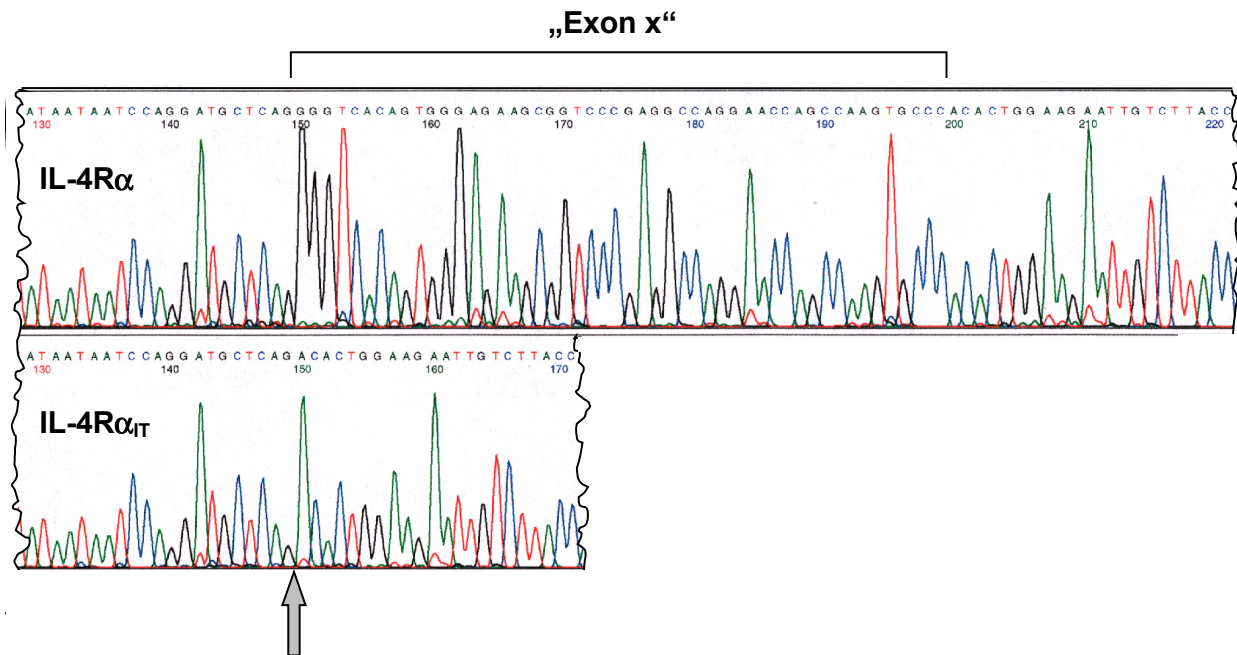 „Exon x“
ATAATAATCCAGGATGCTCAGGGGTCACAGTGGGAGAAGCGGTCCCGAGGCCAGGAACCAGCCAAGTGCCCACACTGGAAGAATTGTCTTACC
130 140 150 160 170 180 190 200 210 220
IL-4Rα
ATAATAATCCAGGATGCTCAGACACTGGAAGAATTGTCTTACC
130 140 150 160 170
IL-4RαIT